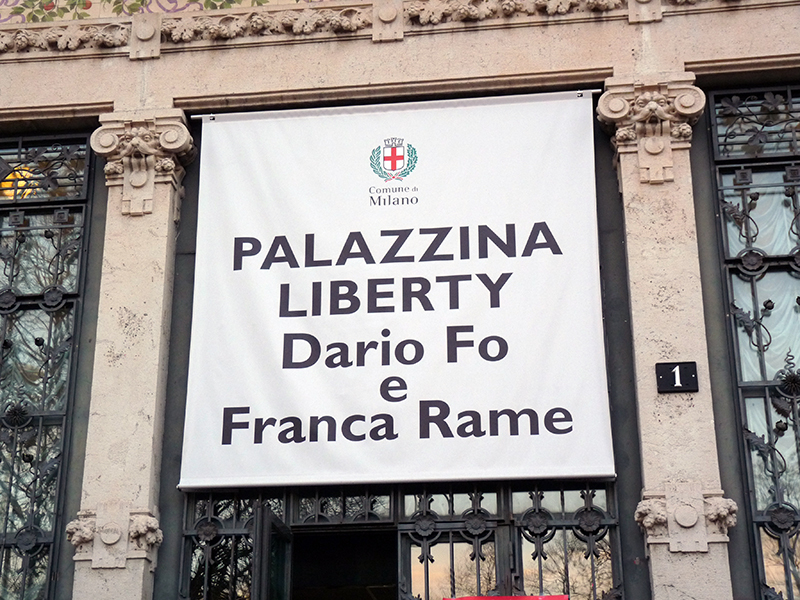 Comune di
Milano
PALAZZINA
LIBERTY
Dario Fo
e
Franca Rame
1